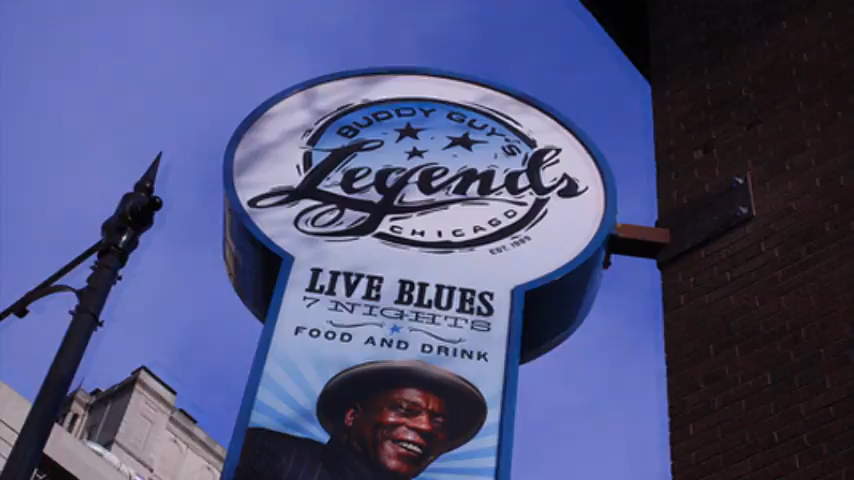 BUDDY GUY'S
Legends
CHICAGO
EST. 1989
LIVE BLUES
7 NIGHTS
FOOD AND DRINK